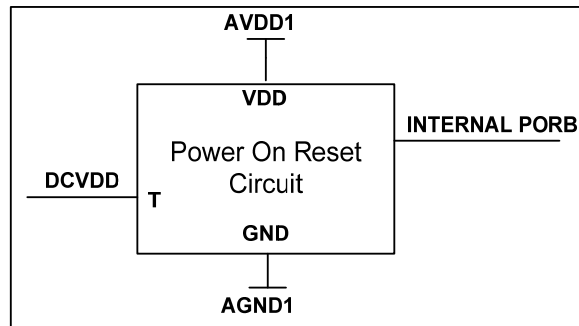 AVDD1
VDD
INTERNAL PORB
Power On Reset
Circuit
DCVDD
T
GND
AGND1